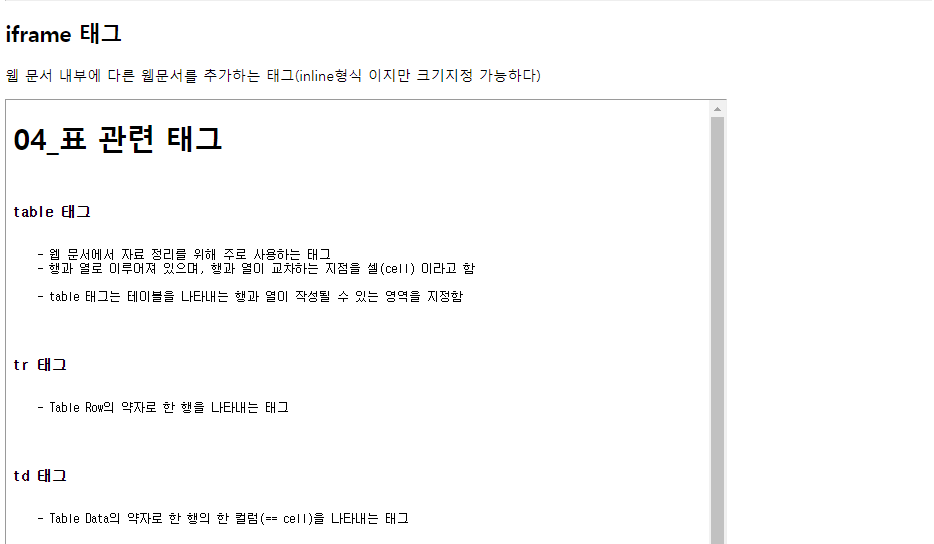 iframe 태그
웹 문서 내부에 다른 웹문서를 추가하는 태그(inline형식 이지만 크기지정 가능하다)
04_표 관련 태그
table 태그
- 웹 문서에서 자료 정리를 위해 주로 사용하는 태그
- 행과 열로 이루어져 있으며, 행과 열이 교차하는 지점을 셀(cell) 이라고 함
- table 태그는 테이블을 나타내는 행과 열이 작성될 수 있는 영역을 지정함
tr 태그
- Table Row의 약자로 한 행을 나타내는 태그
td 태그
- Table Data의 약자로 한 행의 한 컬럼(== cell)을 나타내는 태그